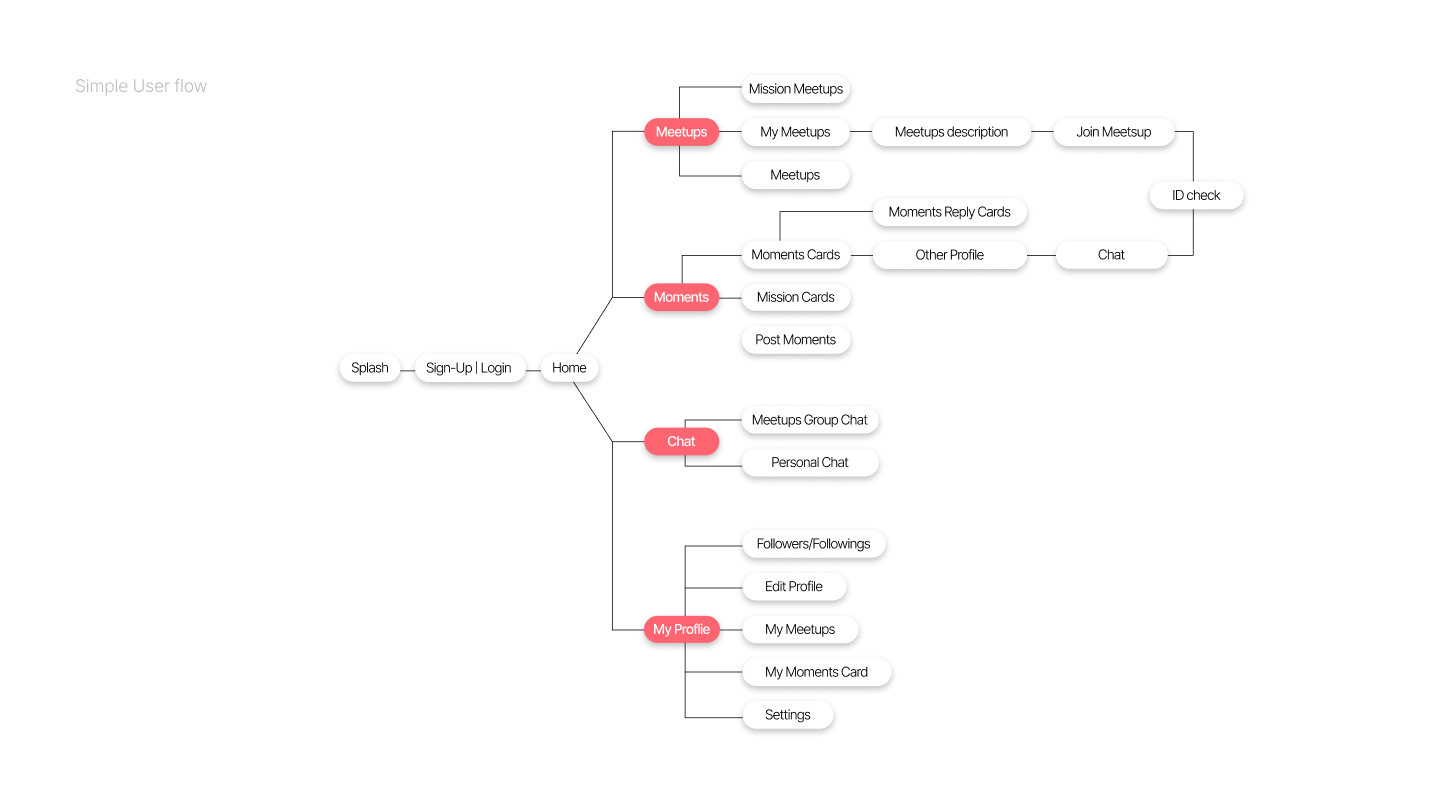 Simple User flow
Mission Meetups
Meetups
My Meetups
Meetups description
Join Meetsup
Meetups
ID check
Moments Reply Cards
Moments Cards
Other Profile
Chat
Moments
Mission Cards
Post Moments
Splash
Sign-Up | Login
Home
Meetups Group Chat
Chat
Personal Chat
Followers/Followings
Edit Profile
My Proflie
My Meetups
My Moments Card
Settings